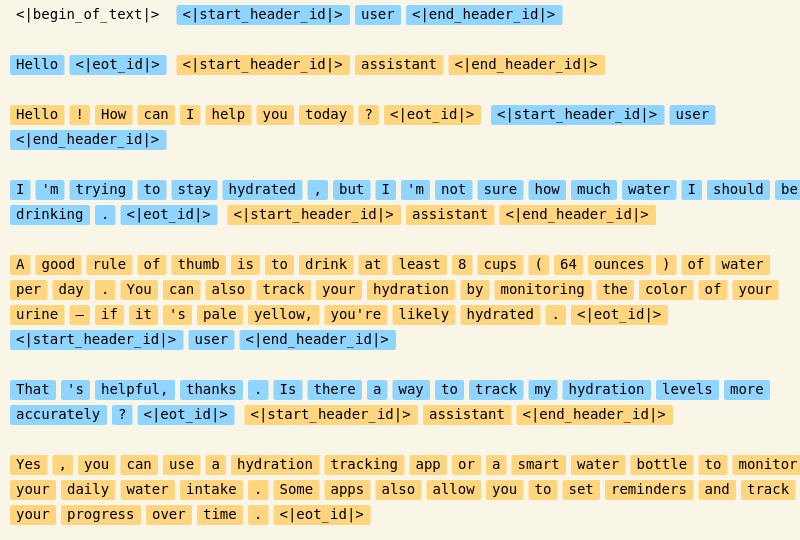 <|begin_of_text|> <|start_header_id|> user <|end_header_id|>
Hello <|eot_id|> <|start_header_id|> assistant <|end_header_id|>
Hello ! How can I help you today ? <|eot_id|> <|start_header_id|> user
<|end_header_id|>
I 'm trying to stay hydrated , but I 'm not sure how much water I should be
drinking . <|eot_id|> <|start_header_id|> assistant <|end_header_id|>
A good rule of thumb is to drink at least 8 cups ( 64 ounces ) of water
per day . You can also track your hydration by monitoring the color of your
urine — if it 's pale yellow, you're likely hydrated . <|eot_id|>
<|start_header_id|> user <|end_header_id|>
That 's helpful, thanks . Is there a way to track my hydration levels more
accurately ? <|eot_id|> <|start_header_id|> assistant <|end_header_id|>
Yes , you can use a hydration tracking app or a smart water bottle to monitor
your daily water intake . Some apps also allow you to set reminders and track
your progress over time . <|eot_id|>